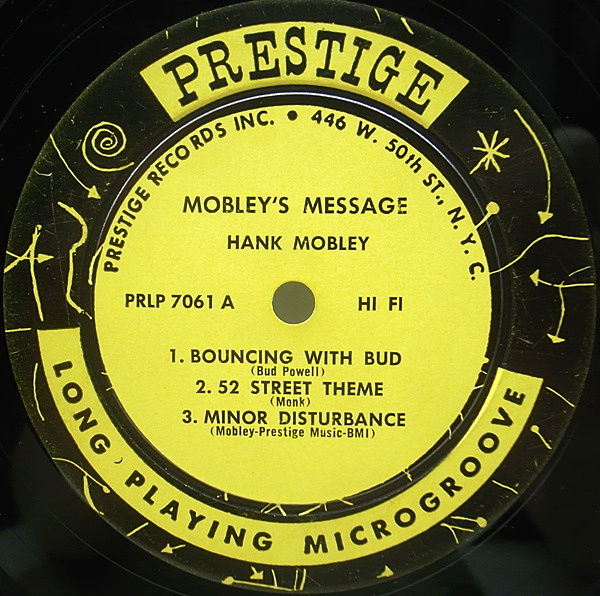 PRESTIGE
PRESTIGE RECORDS INC. • 446 W. 50th ST., N.Y.C.
MOBLEY'S MESSAGE
HANK MOBLEY
PRLP 7061 A HI FI
1. BOUNCING WITH BUD
(Bud Powell)
2. 52 STREET THEME
(Monk)
3. MINOR DISTURBANCE
(Mobley-Prestige Music-BMI)
LONG PLAYING MICROGROOVE